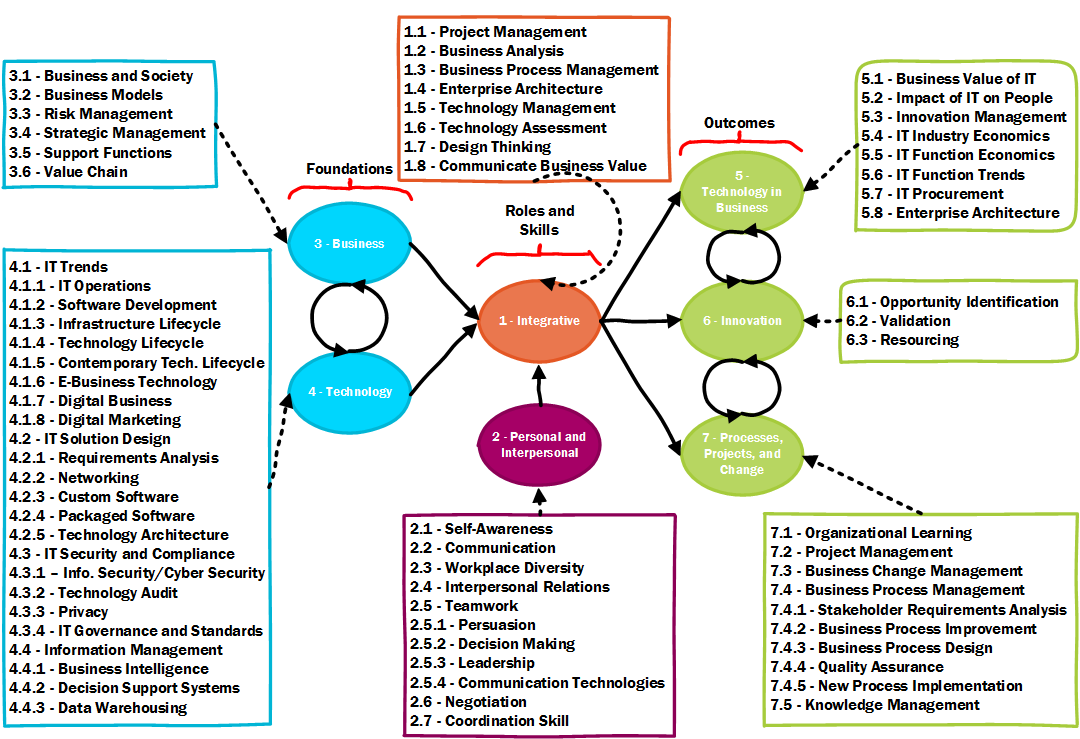 1.1 - Project Management
1.2 - Business Analysis
1.3 - Business Process Management
1.4 - Enterprise Architecture
1.5 - Technology Management
1.6 - Technology Assessment
1.7 - Design Thinking
1.8 - Communicate Business Value
3.1 - Business and Society
3.2 - Business Models
3.3 - Risk Management
3.4 - Strategic Management
3.5 - Support Functions
3.6 - Value Chain
5.1 - Business Value of IT
5.2 - Impact of IT on People
5.3 - Innovation Management
5.4 - IT Industry Economics
5.5 - IT Function Economics
5.6 - IT Function Trends
5.7 - IT Procurement
5.8 - Enterprise Architecture
Foundations
Roles and
Skills
Outcomes
3 - Business
4 - Technology
1 - Integrative
2 - Personal and
Interpersonal
5 -
Technology in
Business
6 - Innovation
7 - Processes,
Projects, and
Change
6.1 - Opportunity Identification
6.2 - Validation
6.3 - Resourcing
4.1 - IT Trends
4.1.1 - IT Operations
4.1.2 - Software Development
4.1.3 - Infrastructure Lifecycle
4.1.4 - Technology Lifecycle
4.1.5 - Contemporary Tech. Lifecycle
4.1.6 - E-Business Technology
4.1.7 - Digital Business
4.1.8 - Digital Marketing
4.2 - IT Solution Design
4.2.1 - Requirements Analysis
4.2.2 - Networking
4.2.3 - Custom Software
4.2.4 - Packaged Software
4.2.5 - Technology Architecture
4.3 - IT Security and Compliance
4.3.1 – Info. Security/Cyber Security
4.3.2 - Technology Audit
4.3.3 - Privacy
4.3.4 - IT Governance and Standards
4.4 - Information Management
4.4.1 - Business Intelligence
4.4.2 - Decision Support Systems
4.4.3 - Data Warehousing
2.1 - Self-Awareness
2.2 - Communication
2.3 - Workplace Diversity
2.4 - Interpersonal Relations
2.5 - Teamwork
2.5.1 - Persuasion
2.5.2 - Decision Making
2.5.3 - Leadership
2.5.4 - Communication Technologies
2.6 - Negotiation
2.7 - Coordination Skill
7.1 - Organizational Learning
7.2 - Project Management
7.3 - Business Change Management
7.4 - Business Process Management
7.4.1 - Stakeholder Requirements Analysis
7.4.2 - Business Process Improvement
7.4.3 - Business Process Design
7.4.4 - Quality Assurance
7.4.5 - New Process Implementation
7.5 - Knowledge Management